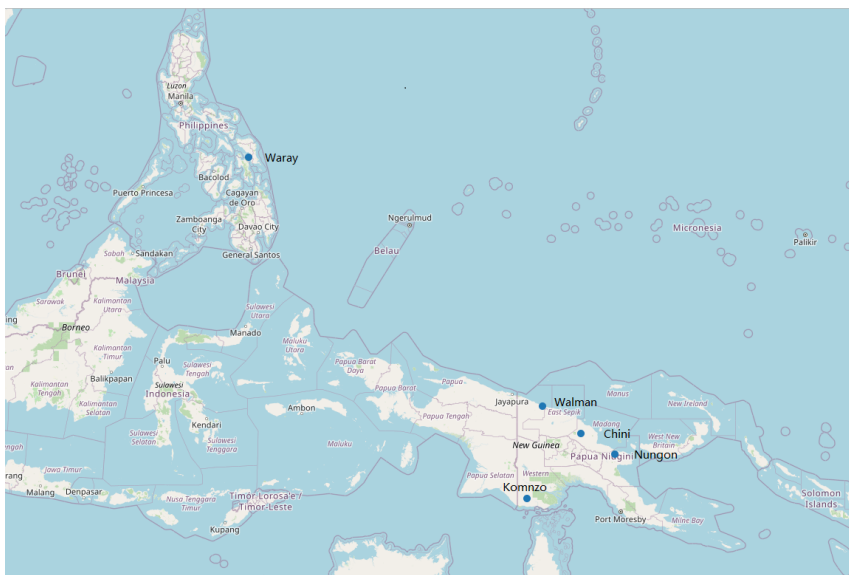 Luzon
Manila
Philippines
Waray
Bacolod
Puerto Princesa
Cagayan
de Oro
Zamboanga
City
Davao City
Ngerulmud
Micronesia
Palikir
Belau
Sandakan
General Santos
Sabah
Brunei
Malaysia
Sarawak
Kalimantan
Utara
Sulawesi
Utara
ng
Borneo
Manado
Maluku
Utara
Kalimantan
Timur
Palu
Sulawesi
Tengah
Papua Barat
Daya
Balikpapan
Sulawesi
Indonesia
Papua Barat
Papua
Jayapura
Walman
Manus
Kalimantan
Tengah
Kalimantan
Selatan
Ambon
Papua Tengah
East Sepik
New Ireland
Kendari
Madang
Chini
Sulawesi
Selatan
Sulawesi
Tenggara
Maluku
New Guinea
West New
Britain
ngah
Papua Niugini
Nungon
Jawa Timur
Papua Selatan
Western
rang
Komnzo
Malang
Denpasar
Nusa Tenggara
Timur
Timór Lorosa'e /
Timor-Leste
Solomon
Islands
Kupang
Port Moresby
Milne Bay